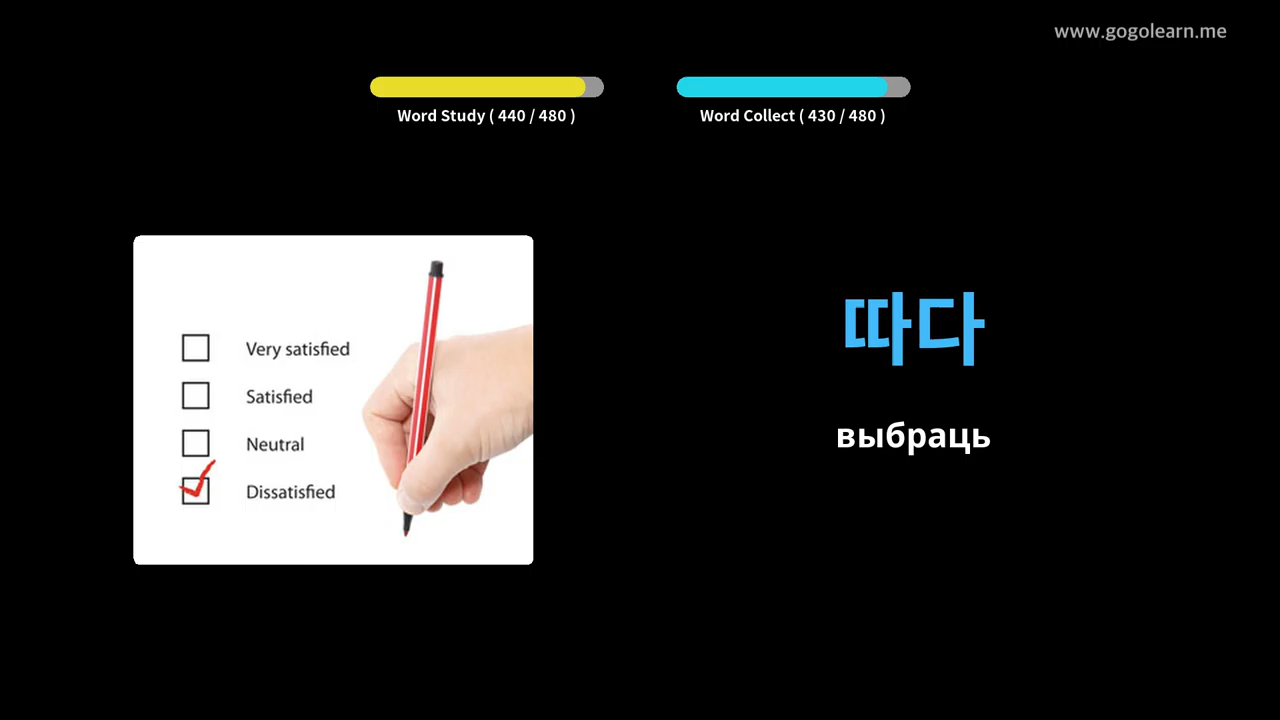 www.gogolearn.me
Word Study ( 440 / 480 )
Word Collect ( 430 / 480 )
Very satisfied
Satisfied
Neutral
Dissatisfied
따다
выбраць